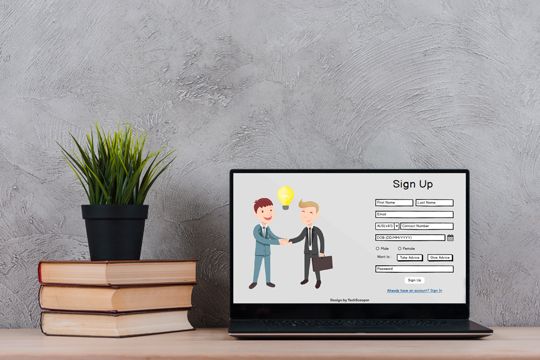 Sign Up
First Name Last Name
Email
AUS(+61) Contact Number
DOB (DD/MM/YYYY)
Male Female
Want to Take Advice Give Advice
Password
Sign Up
Already have an account? Sign In
Design by TechScooper